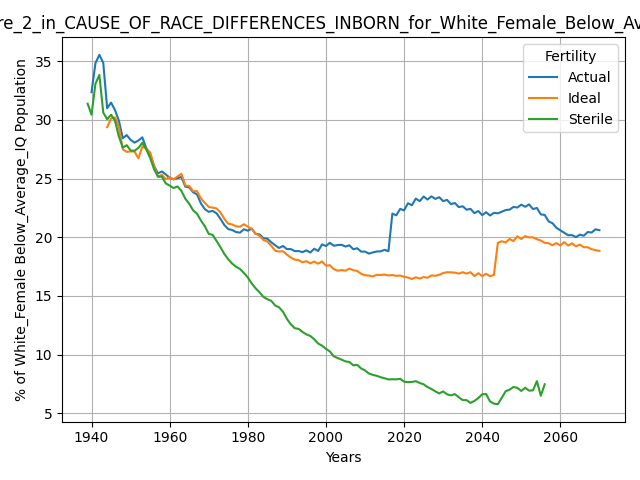 re_2_in_CAUSE_OF_RACE_DIFFERENCES_INBORN_for_White_Female_Below_Av
% of White_Female Below_Average_IQ Population
35
30
25
20
15
10
5
Fertility
Actual
Ideal
Sterile
1940
1960
1980
2000
2020
2040
2060
Years